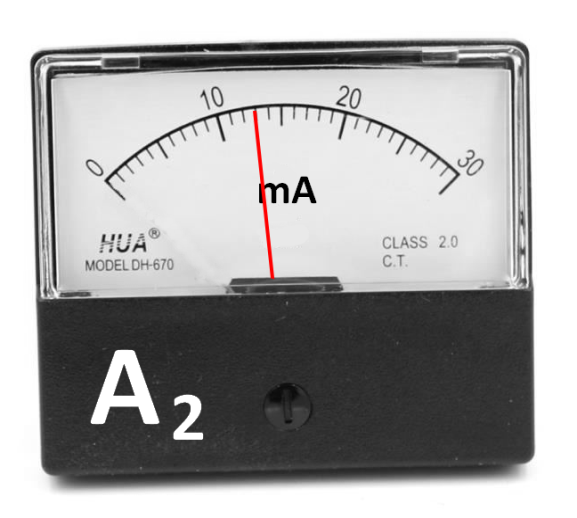 0 10 20 30
mA
HUA®
MODEL DH-670
CLASS 2.0
C.T.
A2